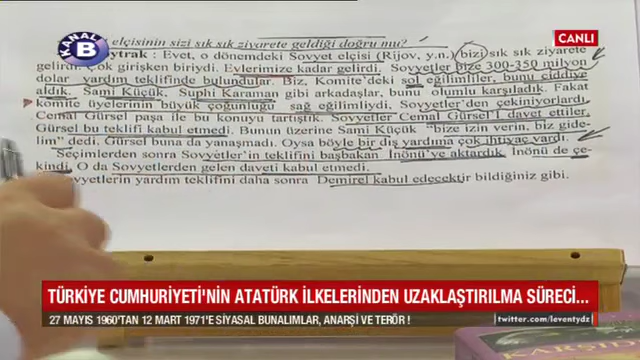 KANAL B
CANLI
elçisinin sizi sık sık ziyarete geldiği doğru mu?
ytrak: Evet, o dönemdeki Sovyet elçisi (Rijov, y.n.) bizi sık sık ziyarete
gelirdi. Çok girişken biriydi. Evlerimize kadar gelirdi. Sovyetler bize 300-350 milyon
dolar yardım teklifinde bulundular. Biz, Komite'deki sol eğilimliler, bunu ciddiye
aldık. Sami Küçük, Suphi Karaman gibi arkadaşlar, bunu olumlu karşıladık. Fakat
komite üyelerinin büyük çoğunluğu sağ eğilimliydi. Sovyetler'den çekiniyorlardı.
Cemal Gürsel paşa ile bu konuyu tartıştık. Sovyetler Cemal Gürsel'i davet ettiler,
Gürsel bu teklifi kabul etmedi. Bunun üzerine Sami Küçük "bize izin verin, biz gide-
lim" dedi. Gürsel buna da yanaşmadı. Oysa böyle bir dış yardıma çok ihtiyaç vardı.
Seçimlerden sonra Sovyetler'in teklifini başbakan İnönü'ye aktardık. İnönü de çe-
kindi. O da Sovyetlerden gelen daveti kabul etmedi.
Sovyetlerin yardım teklifini daha sonra Demirel kabul edecektir bildiğiniz gibi.
TÜRKİYE CUMHURİYETİ'NİN ATATÜRK İLKELERİNDEN UZAKLAŞTIRILMA SÜRECİ...
27 MAYIS 1960'TAN 12 MART 1971'E SİYASAL BUNALIMLAR, ANARŞİ VE TERÖR !
twitter.com/leventydz